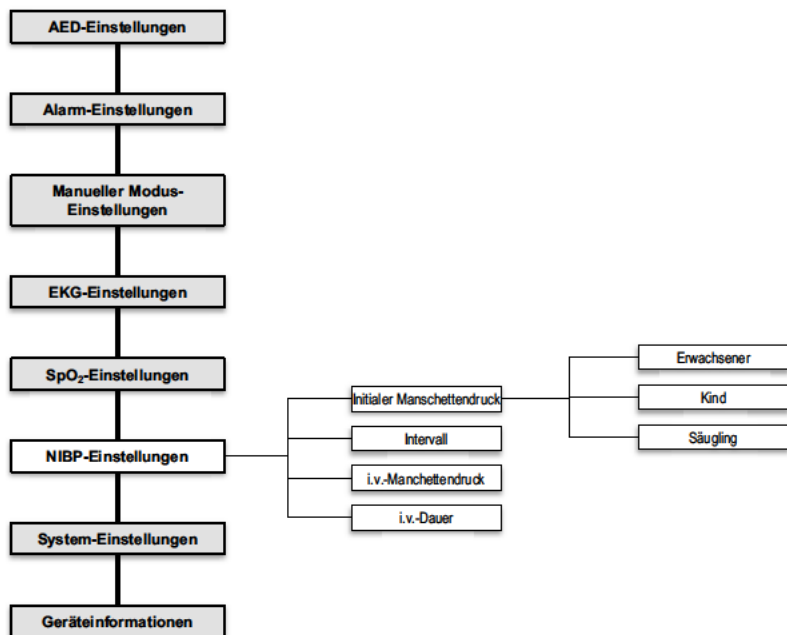 AED-Einstellungen
Alarm-Einstellungen
Manueller Modus-
Einstellungen
EKG-Einstellungen
SpO₂-Einstellungen
NIBP-Einstellungen
Initialer Manschettendruck
Erwachsener
Kind
Säugling
Intervall
i.v.-Manchettendruck
i.v.-Dauer
System-Einstellungen
Geräteinformationen